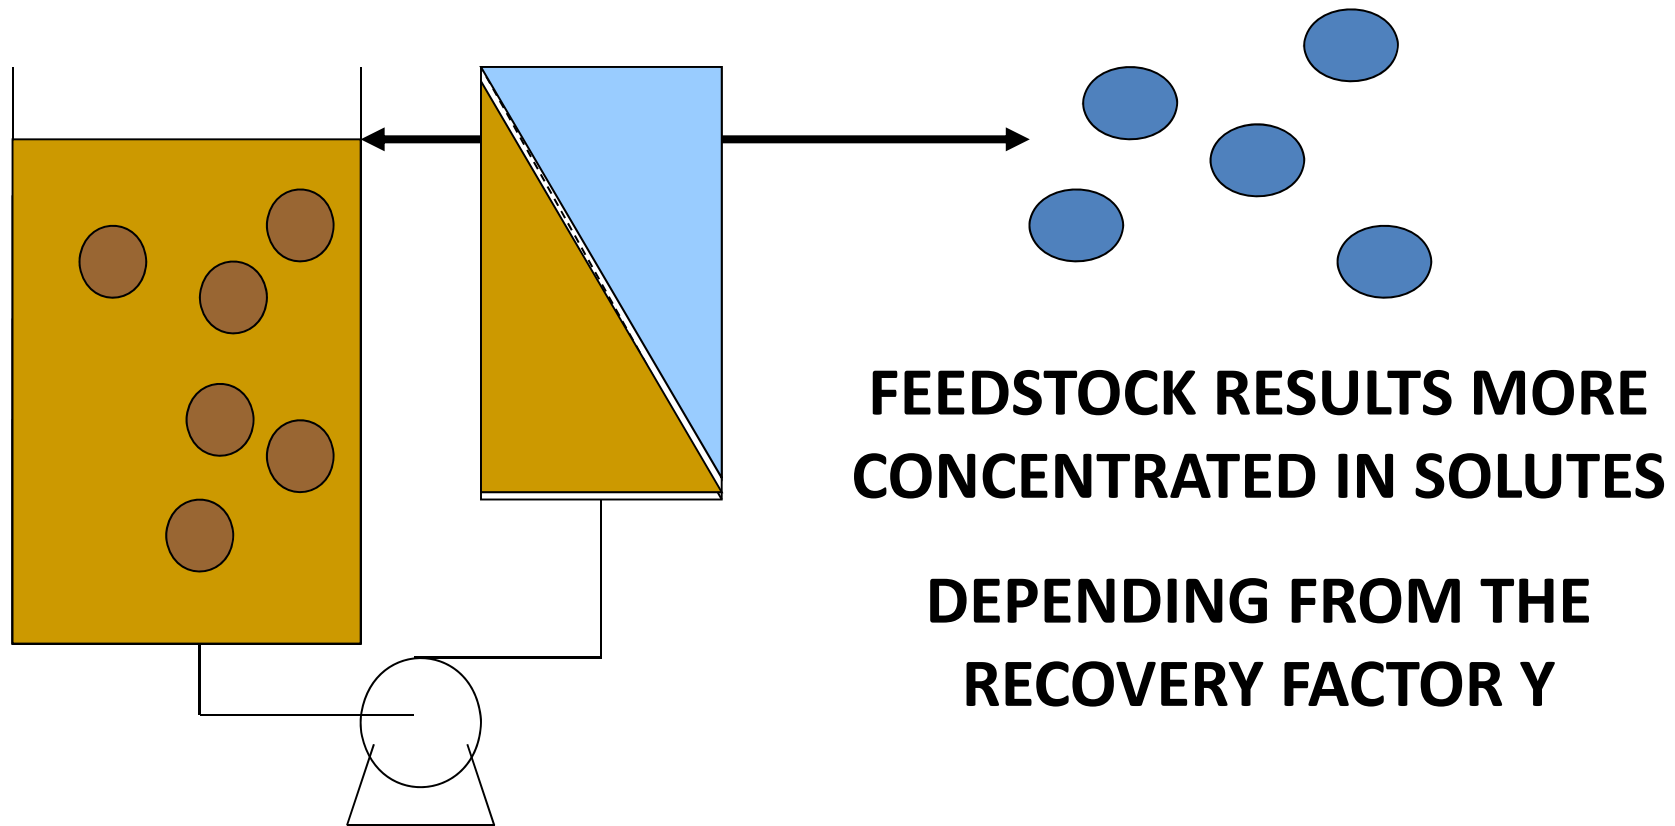 FEEDSTOCK RESULTS MORE
CONCENTRATED IN SOLUTES
DEPENDING FROM THE
RECOVERY FACTOR Y